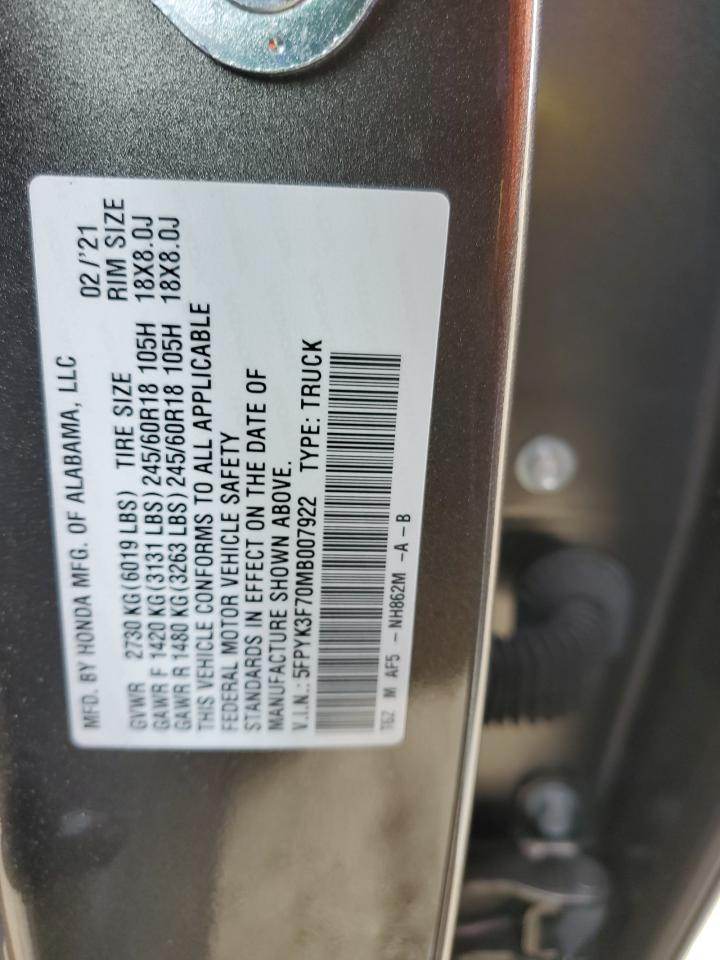 MFD. BY HONDA MFG. OF ALABAMA, LLC 02/'21
GVWR 2730 KG(6019 LBS) TIRE SIZE RIM SIZE
GAWR F 1420 KG(3131 LBS)245/60R18 105H 18X8.0J
GAWR R 1480 KG(3263 LBS)245/60R18 105H 18X8.0J
THIS VEHICLE CONFORMS TO ALL APPLICABLE
FEDERAL MOTOR VEHICLE SAFETY
STANDARDS IN EFFECT ON THE DATE OF
MANUFACTURE SHOWN ABOVE.
V.I.N.: 5FPYK3F70MB007922 TYPE: TRUCK
TGZ M AF5 -NH862M -A-B